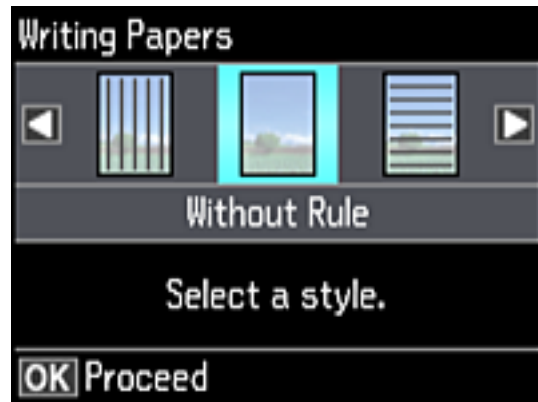 Writing Papers
Without Rule
Select a style.
OK Proceed